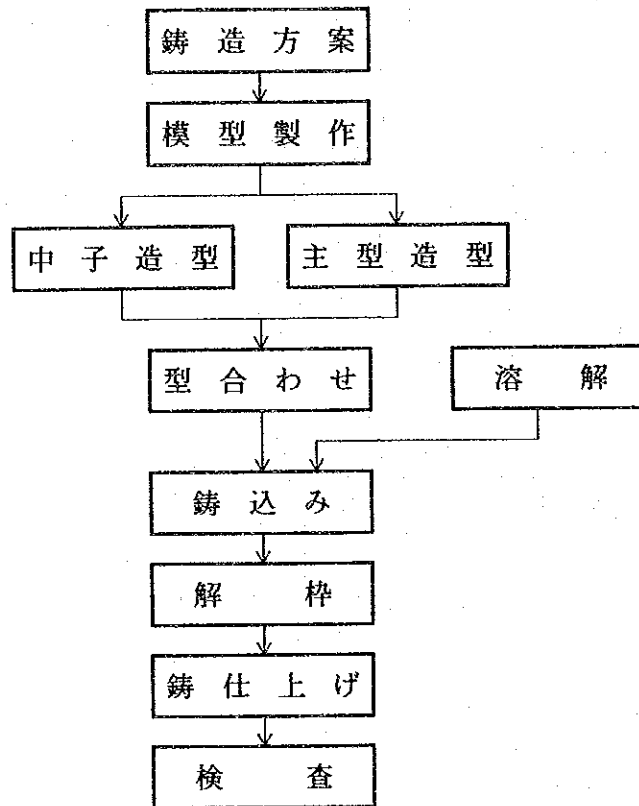 鋳造方案
模型製作
中子造型
主型造型
型合わせ
溶解
鋳込み
解枠
鋳仕上げ
検査